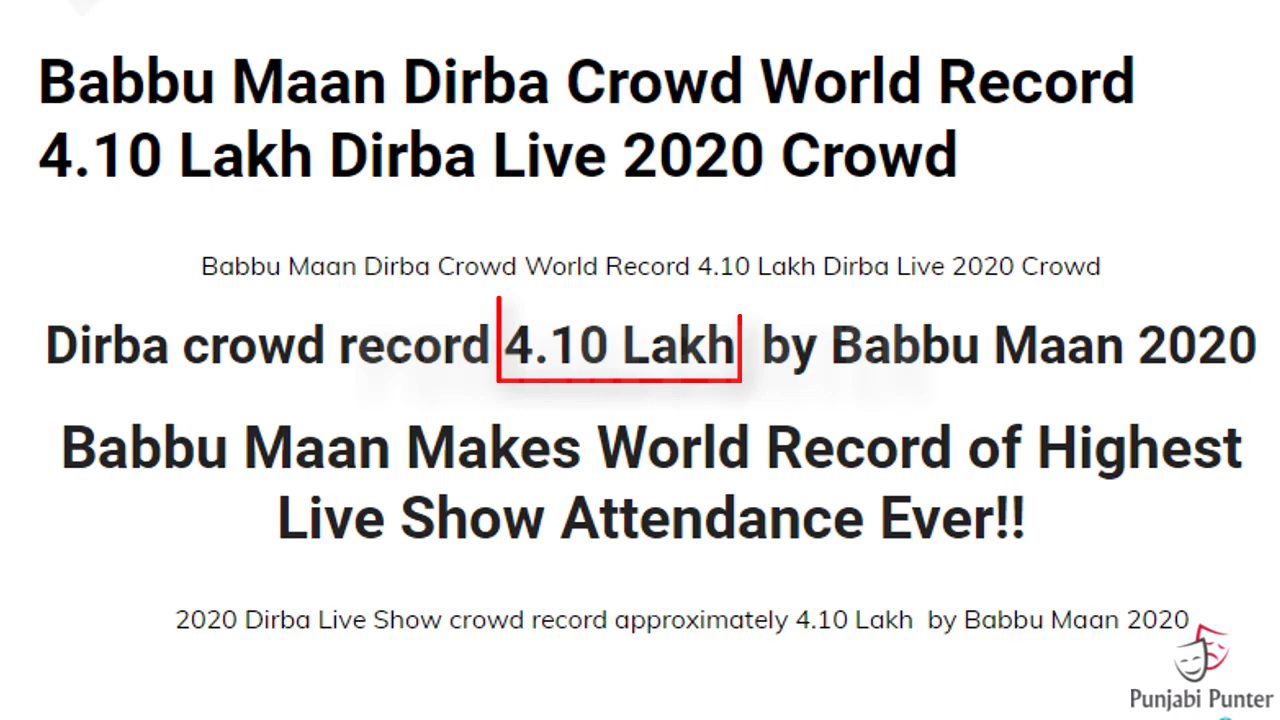 Babbu Maan Dirba Crowd World Record
4.10 Lakh Dirba Live 2020 Crowd
Babbu Maan Dirba Crowd World Record 4.10 Lakh Dirba Live 2020 Crowd
Dirba crowd record 4.10 Lakh by Babbu Maan 2020
Babbu Maan Makes World Record of Highest
Live Show Attendance Ever!!
2020 Dirba Live Show crowd record approximately 4.10 Lakh by Babbu Maan 2020
Punjabi Punter